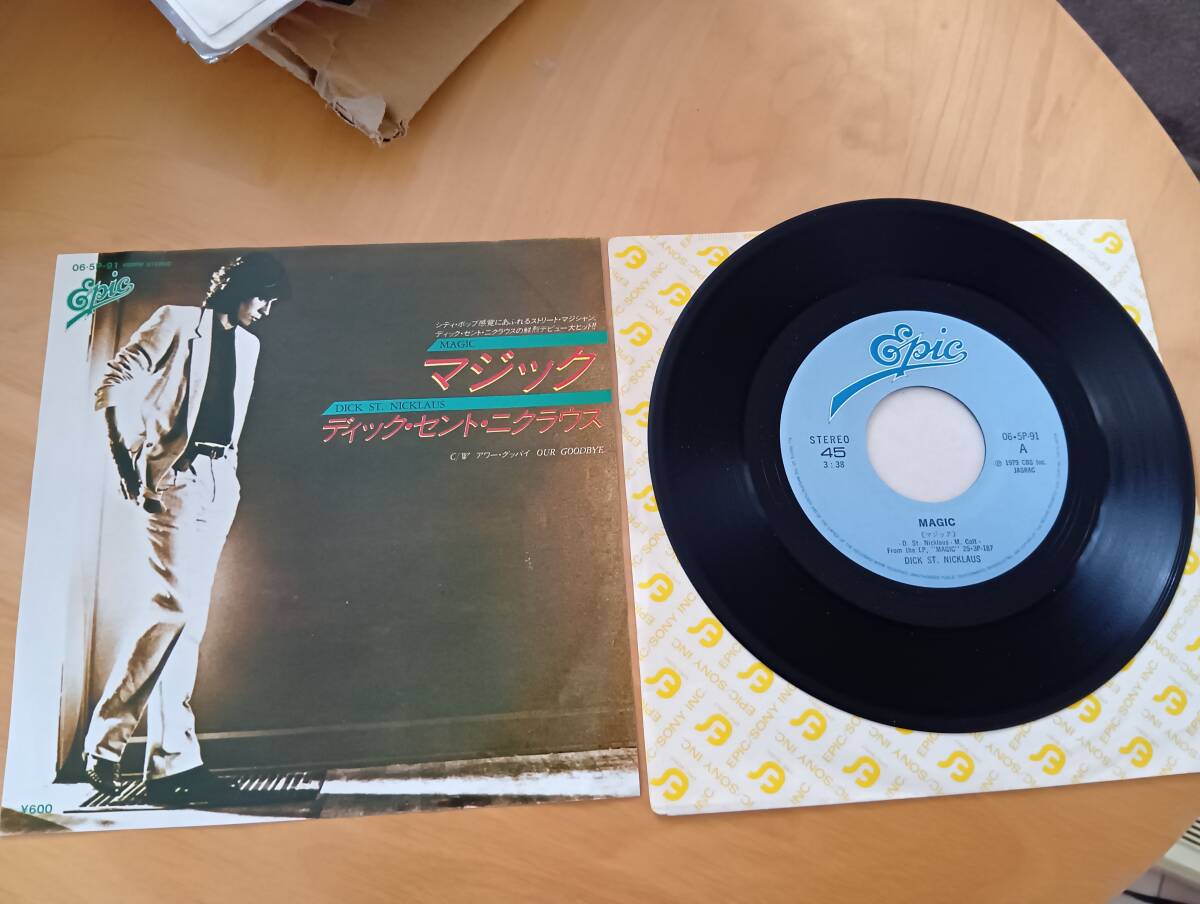 06・5P-91 STEREO
Epic
シティ・ポップ感覚にあふれるストリート・マジシャン、
ディック・セント・ニクラウスの鮮烈デビュー大ヒット!!
MAGIC
マジック
DICK ST. NICKLAUS
ディック・セント・ニクラウス
C/W アワー・グッバイ OUR GOODBYE
¥600
Epic
STEREO
45
3:38
06・5P-91
A
℗ 1979 CBS Inc.
JASRAC
MAGIC
(マジック)
- D. St. Nicklaus - M. Colt -
From the LP, "MAGIC" 25・3P-187
DICK ST. NICKLAUS
EPIC/SONY INC